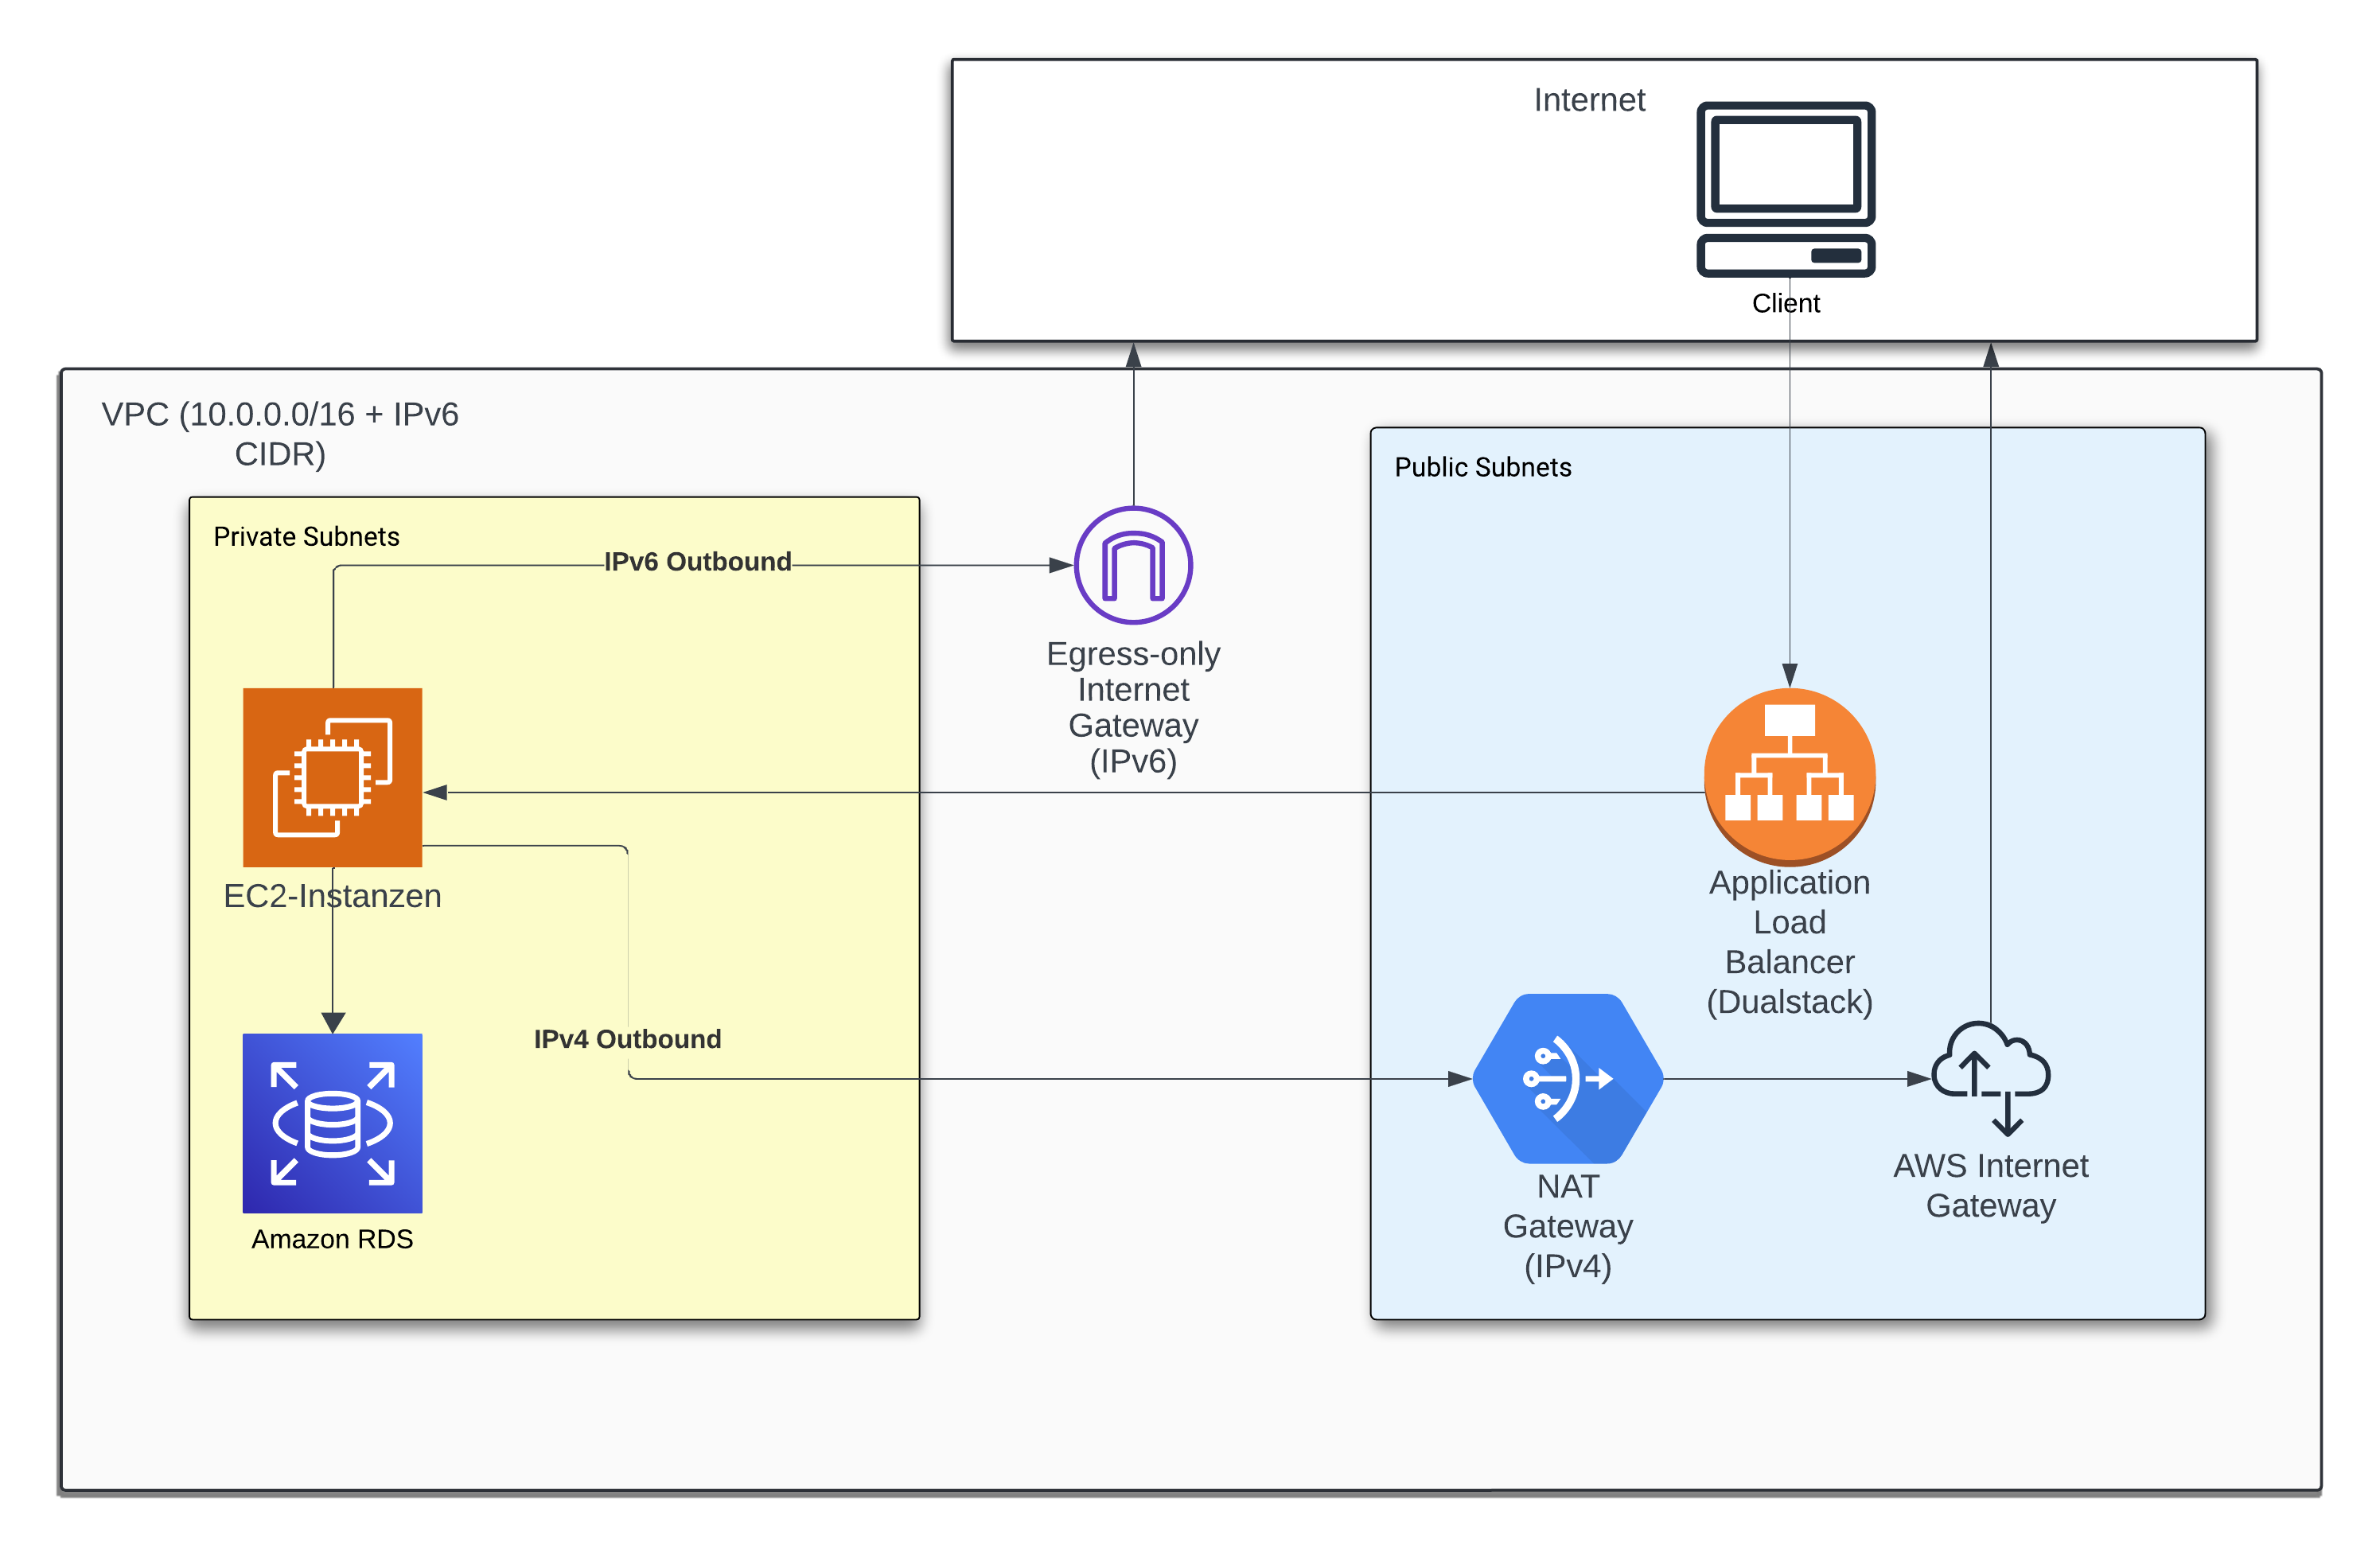 Internet
Client
VPC (10.0.0.0/16 + IPv6
CIDR)
Public Subnets
Private Subnets
IPv6 Outbound
Egress-only
Internet
Gateway
(IPv6)
EC2-Instanzen
Application
Load
Balancer
(Dualstack)
IPv4 Outbound
AWS Internet
Gateway
NAT
Gateway
(IPv4)
Amazon RDS